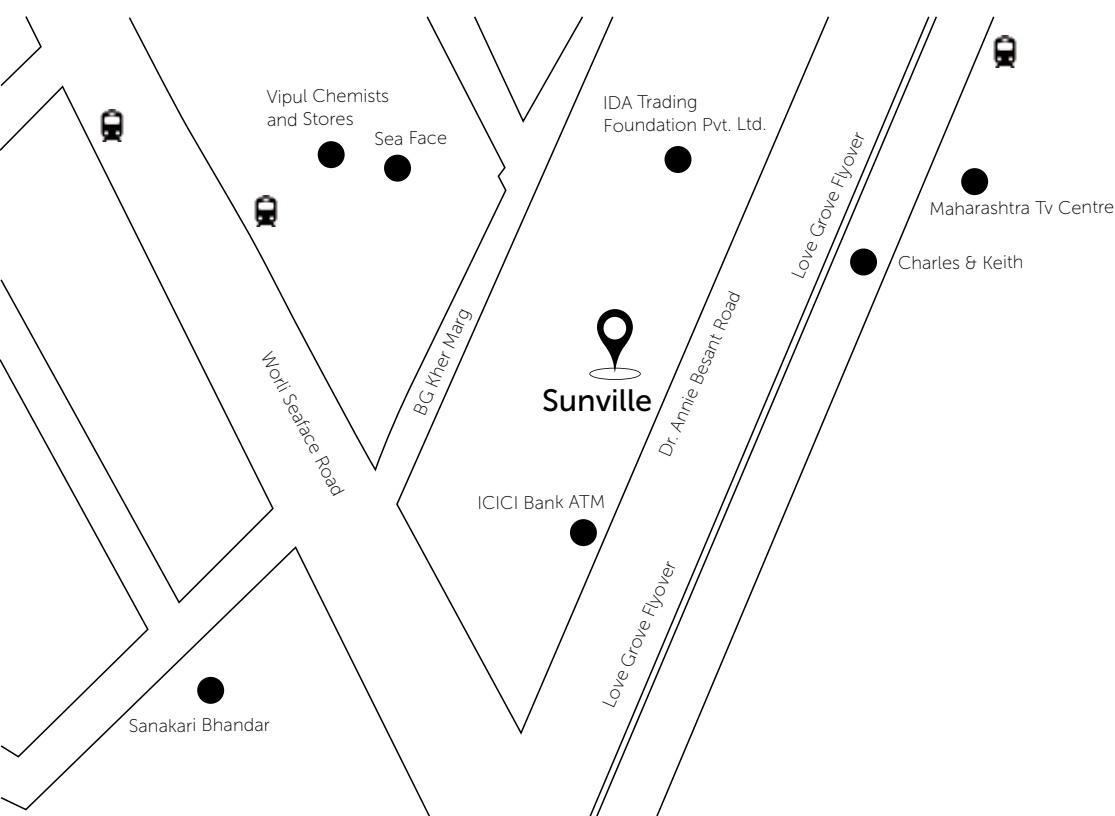 Vipul Chemists
and Stores
Sea Face
IDA Trading
Foundation Pvt. Ltd.
Love Grove Flyover
Maharashtra Tv Centre
Charles & Keith
BG Kher Marg
Dr. Annie Besant Road
Worli Seaface Road
Sunville
ICICI Bank ATM
Love Grove Flyover
Sanakari Bhandar